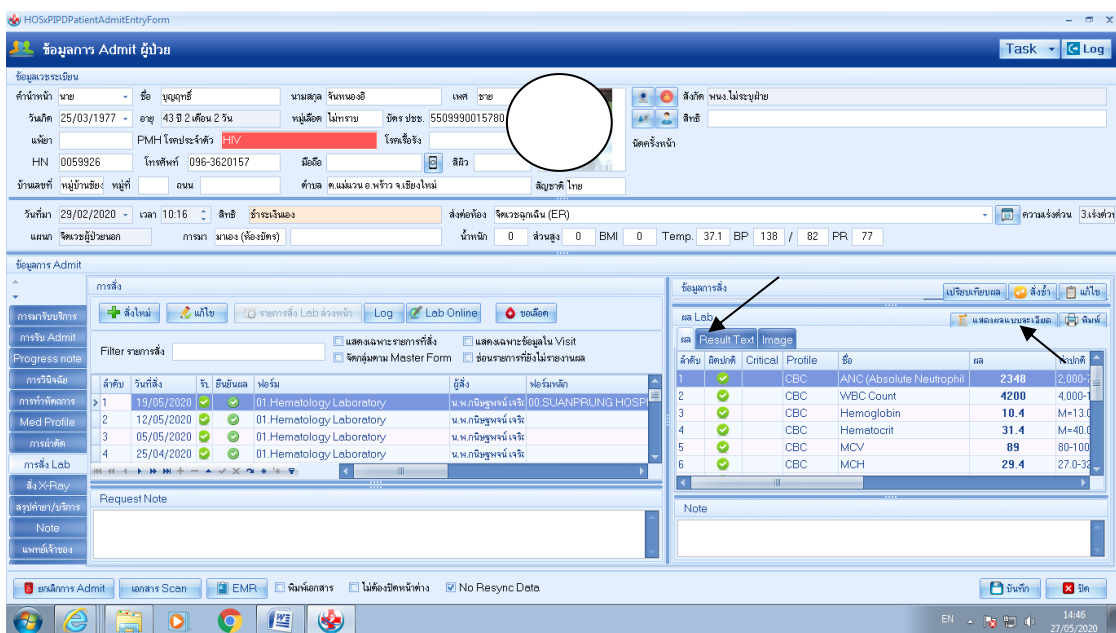 HOSxPIPDPatientAdmitEntryForm
ข้อมูลการ Admit ผู้ป่วย Task Log
ข้อมูลเวชระเบียน
คำนำหน้า นาย ชื่อ บุญฤทธิ์ นามสกุล จันหนองอี เพศ ชาย สังกัด พนง.ไม่ระบุฝ่าย
วันเกิด 25/03/1977 อายุ 43 ปี 2 เดือน 2 วัน หมู่เลือด ไม่ทราบ บัตร ปชช. 5509990015780 สิทธิ
แพ้ยา PMH โรคประจำตัว HIV โรคเรื้อรัง นัดครั้งหน้า
HN 0059926 โทรศัพท์ 096-3620157 มือถือ สีผิว
บ้านเลขที่ หมู่บ้านชัยง หมู่ที่ ถนน ตำบล ต.แม่แวน อ.พร้าว จ.เชียงใหม่ สัญชาติ ไทย
วันที่มา 29/02/2020 เวลา 10:16 สิทธิ ชำระเงินเอง ส่งต่อห้อง จิตเวชฉุกเฉิน (ER) ความเร่งด่วน 3.เร่งด่วา
แผนก จิตเวชผู้ป่วยนอก การมา มาเอง (ห้องบัตร) น้ำหนัก 0 ส่วนสูง 0 BMI 0 Temp. 37.1 BP 138 / 82 PR 77
ข้อมูลการ Admit
การสั่ง ข้อมูลการสั่ง เปรียบเทียบผล สั่งซ้ำ แก้ไข
สั่งใหม่ แก้ไข รายการสั่ง Lab ล่วงหน้า Log Lab Online ขอเลือด
ผล Lab แสดงผลแบบละเอียด พิมพ์
Filter รายการสั่ง แสดงเฉพาะรายการที่สั่ง แสดงเฉพาะข้อมูลใน Visit
จัดกลุ่มตาม Master Form ซ่อนรายการที่ยังไม่รายงานผล
ผล Result Text Image
ลำดับ วันที่สั่ง รับ ยืนยันผล ฟอร์ม ผู้สั่ง ฟอร์มหลัก
1 19/05/2020 01.Hematology Laboratory 00.SUANPRUNG HOSPI
2 12/05/2020 01.Hematology Laboratory
3 05/05/2020 01.Hematology Laboratory
4 25/04/2020 01.Hematology Laboratory
ลำดับ ผิดปกติ Critical Profile ชื่อ ผล ค่าปกติ
1 CBC ANC (Absolute Neutrophil 2348 2,000-7
2 CBC WBC Count 4200 4,000-1
3 CBC Hemoglobin 10.4 M=13.0
4 CBC Hematocrit 31.4 M=40.0
5 CBC MCV 89 80-100
6 CBC MCH 29.4 27.0-32
Request Note
Note
การมารับบริการ
การรับ Admit
Progress note
การวินิจฉัย
การทำหัตถการ
Med Profile
การผ่าตัด
การสั่ง Lab
สั่ง X-Ray
สรุปค่ายา/บริการ
Note
แพทย์เจ้าของ
ยกเลิกการ Admit เอกสาร Scan EMR พิมพ์เอกสาร ไม่ต้องปิดหน้าต่าง No Resync Data บันทึก ปิด
EN 14:46
27/05/2020